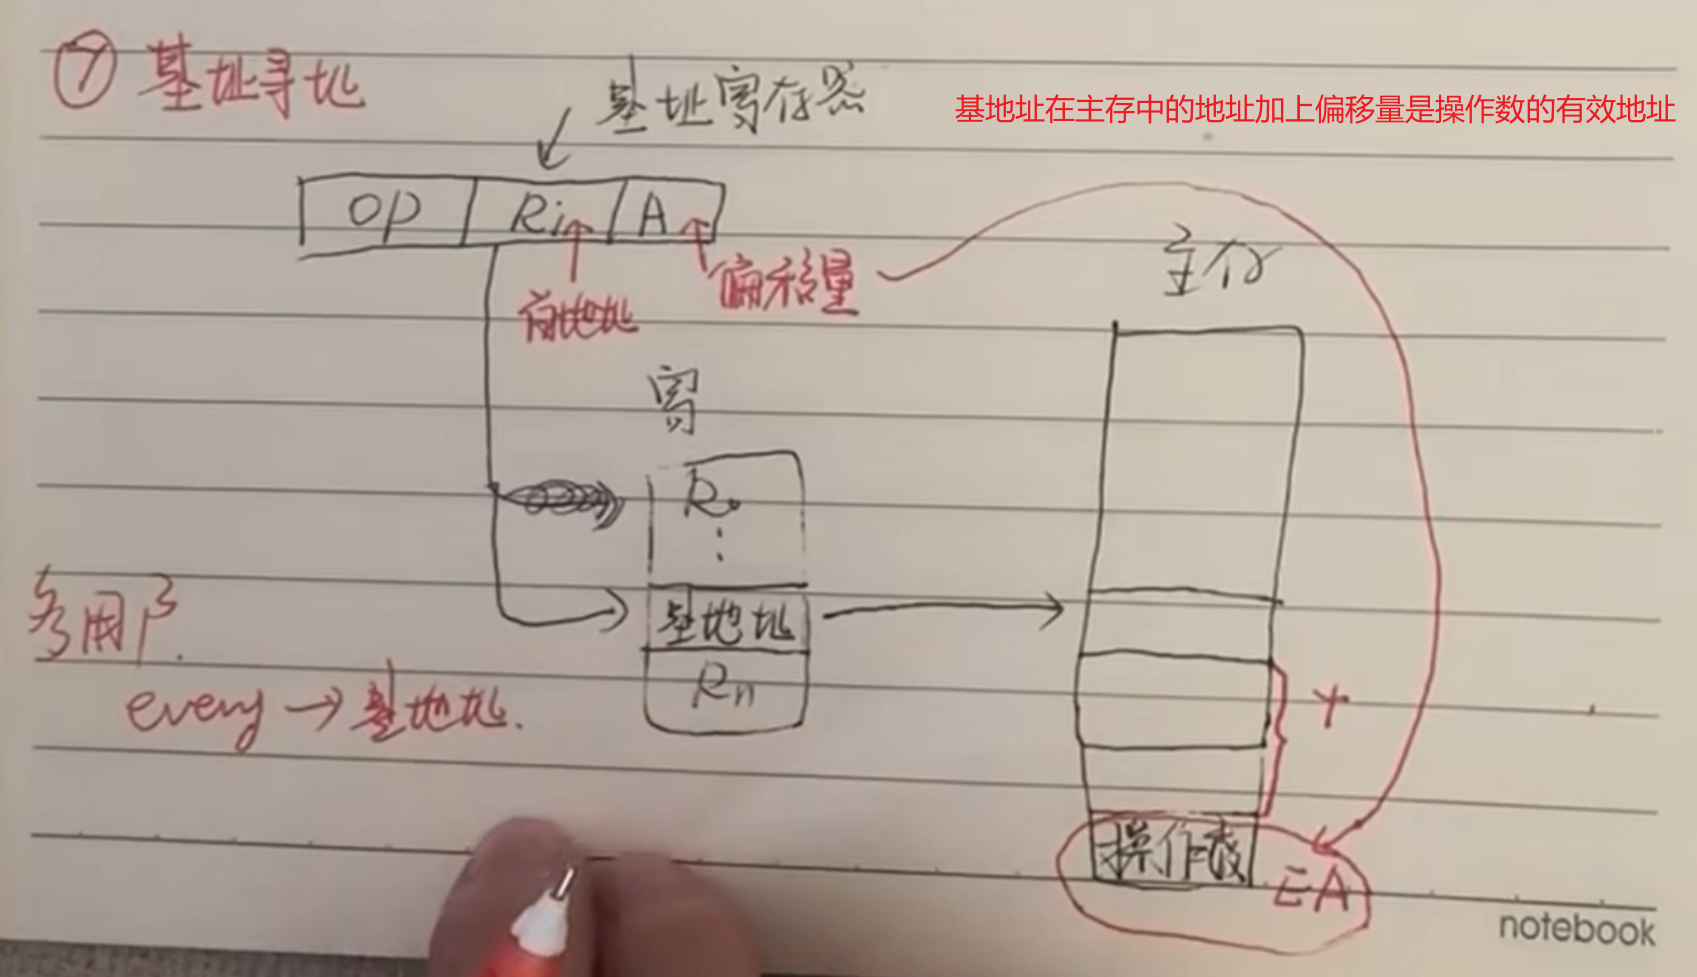 ⑦ 基址寻址
基址寄存器
基地址在主存中的地址加上偏移量是操作数的有效地址
OP Ri A
偏移量
主存
寄
R0
⋮
基地址
Rn
多用户.
every → 基地址.
操作数
EA
notebook